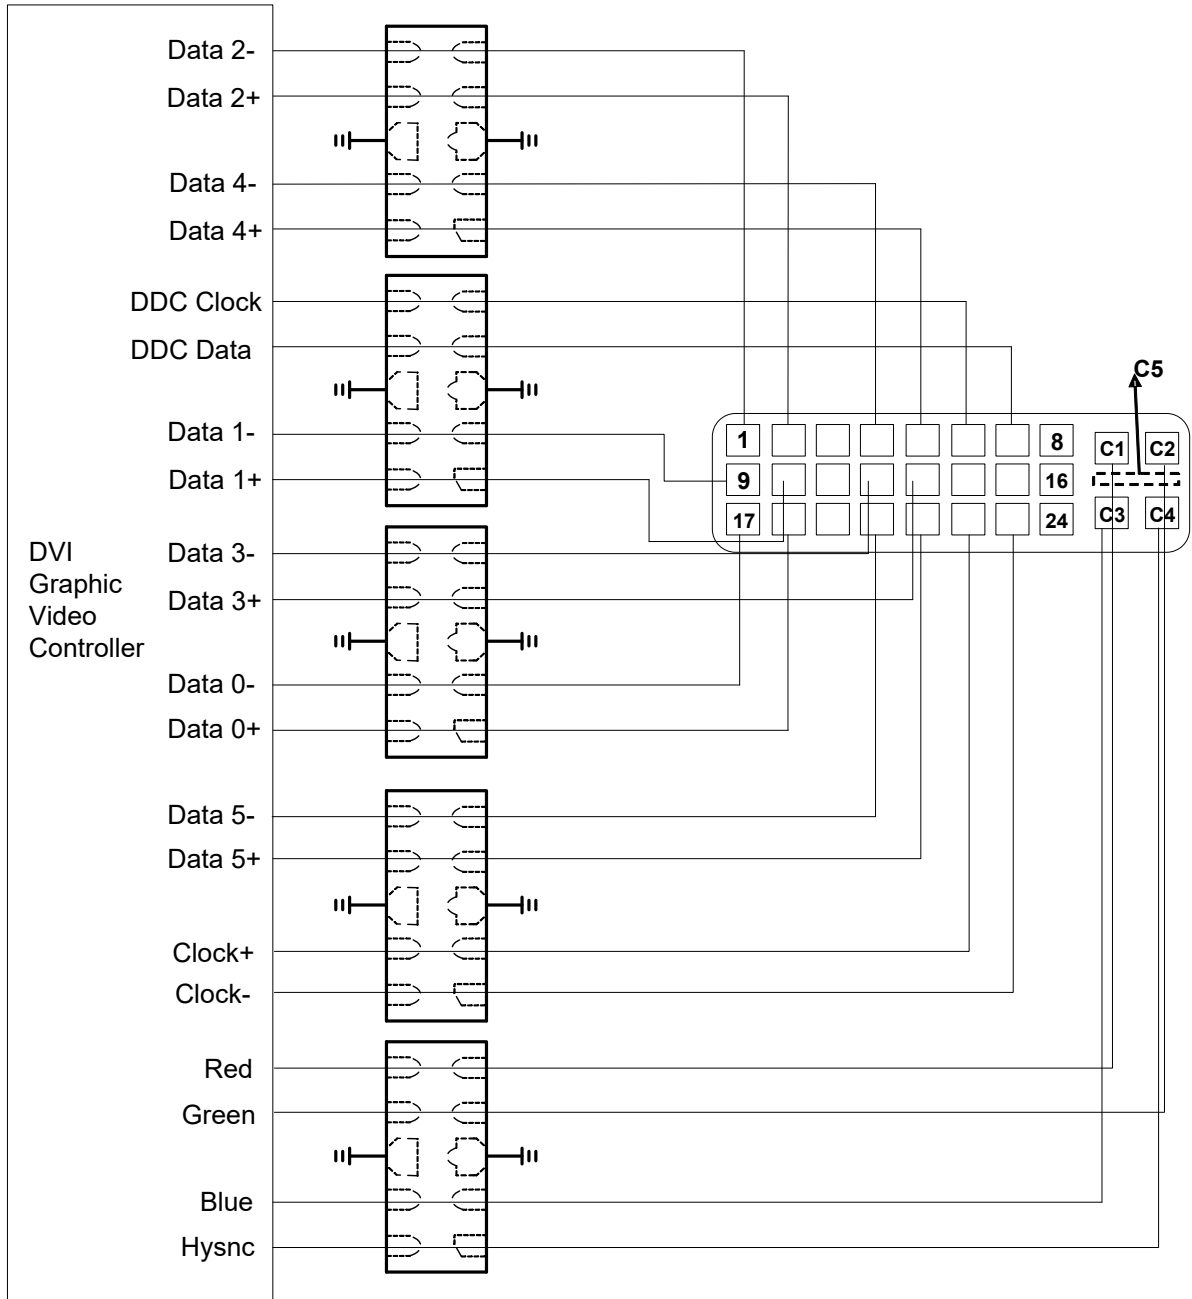 Data 2-
Data 2+
Data 4-
Data 4+
DDC Clock
DDC Data
C5
Data 1-
1
8
C1
C2
Data 1+
9
16
17
24
C3
C4
DVI
Graphic
Video
Controller
Data 3-
Data 3+
Data 0-
Data 0+
Data 5-
Data 5+
Clock+
Clock-
Red
Green
Blue
Hysnc